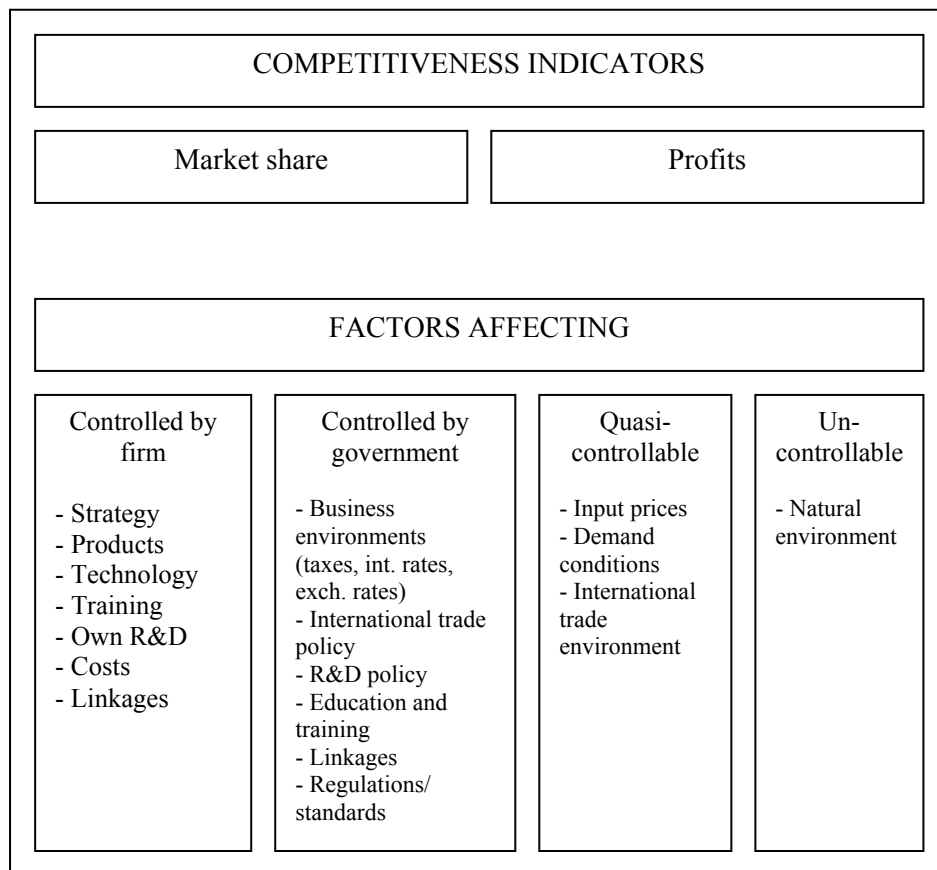 COMPETITIVENESS INDICATORS
Market share
Profits
FACTORS AFFECTING
Controlled by
firm
- Strategy
- Products
- Technology
- Training
- Own R&D
- Costs
- Linkages
Controlled by
government
- Business
environments
(taxes, int. rates,
exch. rates)
- International trade
policy
- R&D policy
- Education and
training
- Linkages
- Regulations/
standards
Quasi-
controllable
- Input prices
- Demand
conditions
- International
trade
environment
Un-
controllable
- Natural
environment